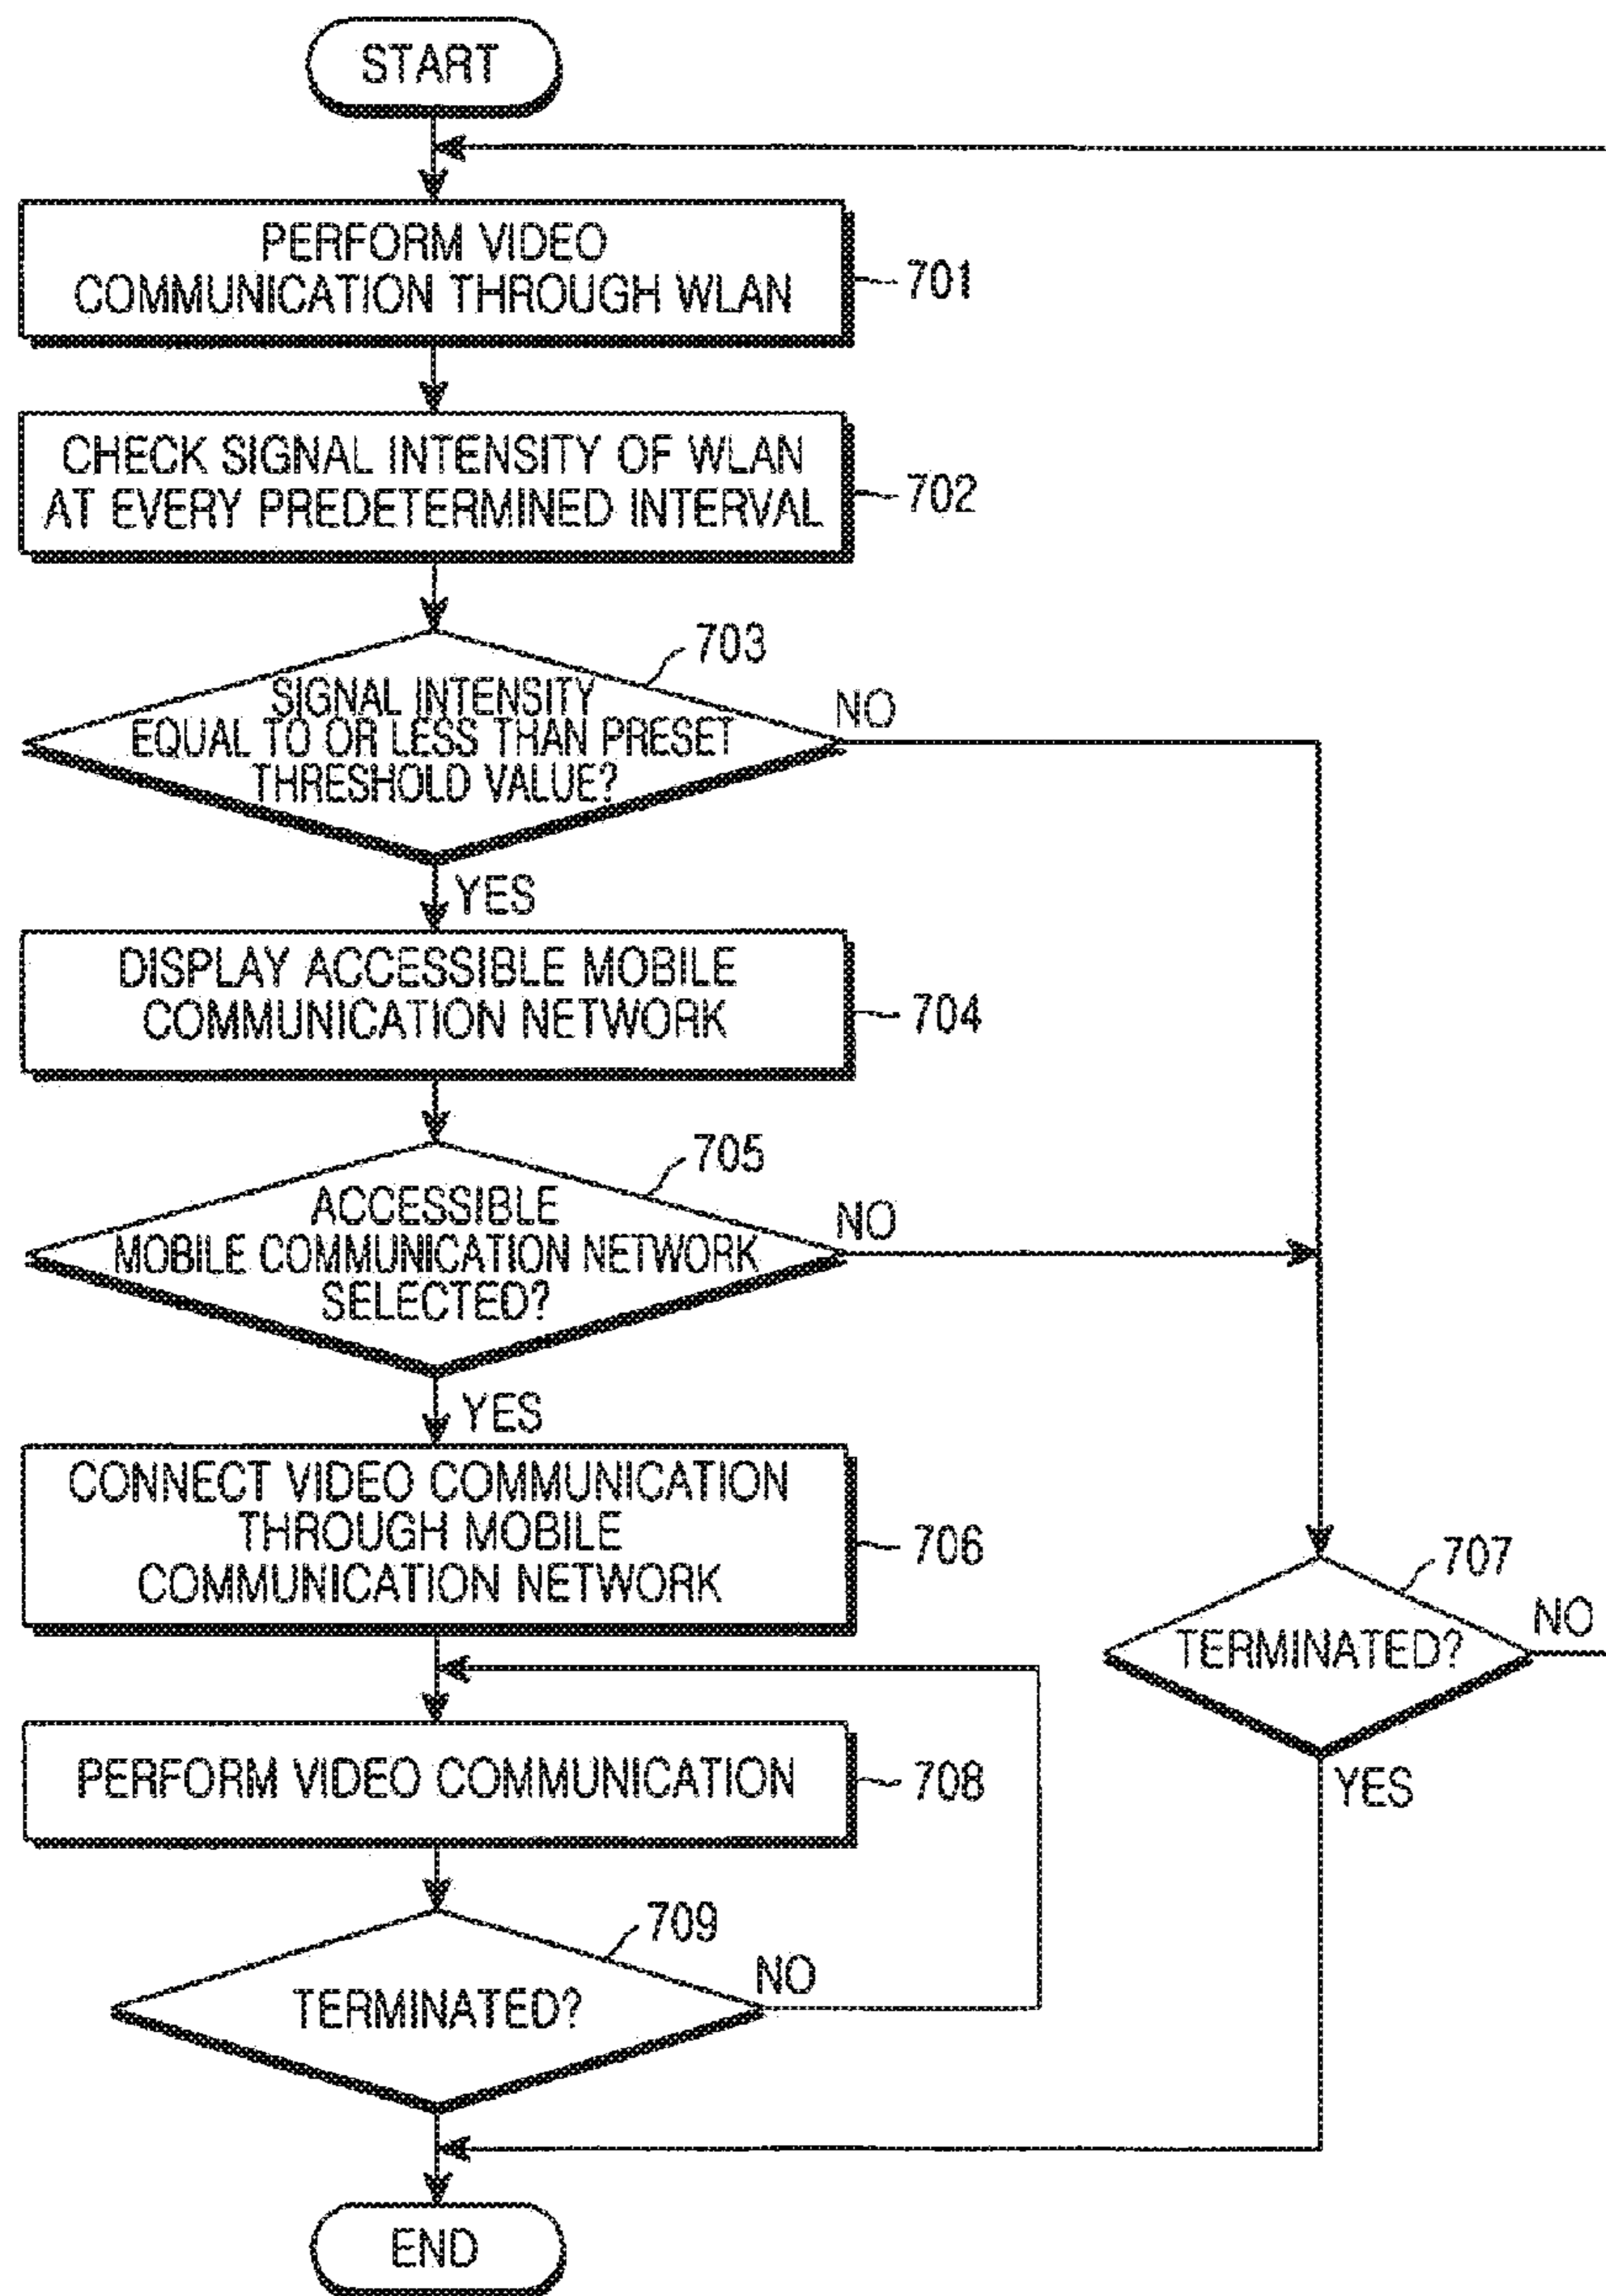 START
PERFORM VIDEO
COMMUNICATION THROUGH WLAN
701
CHECK SIGNAL INTENSITY OF WLAN
AT EVERY PREDETERMINED INTERVAL
702
703
SIGNAL INTENSITY
EQUAL TO OR LESS THAN PRESET
THRESHOLD VALUE?
NO
YES
DISPLAY ACCESSIBLE MOBILE
COMMUNICATION NETWORK
704
705
ACCESSIBLE
MOBILE COMMUNICATION NETWORK
SELECTED?
NO
YES
CONNECT VIDEO COMMUNICATION
THROUGH MOBILE
COMMUNICATION NETWORK
706
707
TERMINATED?
NO
YES
PERFORM VIDEO COMMUNICATION
708
709
TERMINATED?
NO
END